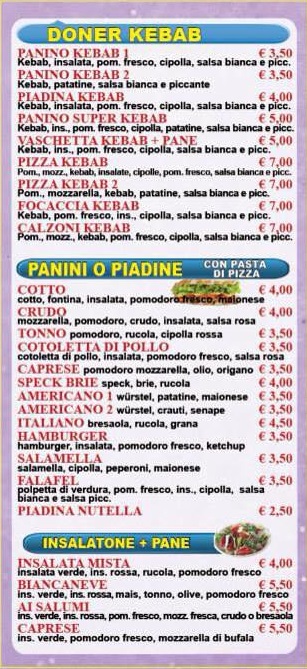 DONER KEBAB
PANINO KEBAB 1 € 3,50
Kebab, insalata, pom. fresco, cipolla, salsa bianca e picc.
PANINO KEBAB 2 € 3,50
Kebab, patatine, salsa bianca e piccante
PIADINA KEBAB € 4,00
Kebab, insalata, pom. fresco, cipolla, salsa bianca e picc.
PANINO SUPER KEBAB € 5,00
Kebab, ins., pom. fresco, cipolla, patatine, salsa bianca e picc.
VASCHETTA KEBAB + PANE € 5,00
Kebab, ins., pom. fresco, cipolla, salsa bianca e picc.
PIZZA KEBAB € 7,00
Pom., mozz., kebab, insalate, cipolle, pom. fresco, salsa bianca e picc.
PIZZA KEBAB 2 € 7,00
Pom., mozzarella, kebab, patatine, salsa bianca e picc.
FOCACCIA KEBAB € 7,00
Kebab, pom. fresco, ins., cipolla, salsa bianca e picc.
CALZONI KEBAB € 7,00
Pom., mozz., kebab, pom. fresco, cipolla, salsa bianca e picc.
PANINI O PIADINE CON PASTA
DI PIZZA
COTTO € 4,00
cotto, fontina, insalata, pomodoro fresco, maionese
CRUDO € 4,00
mozzarella, pomodoro, crudo, insalata, salsa rosa
TONNO pomodoro, rucola, cipolla rossa € 3,50
COTOLETTA DI POLLO € 3,50
cotoletta di pollo, insalata, pomodoro fresco, salsa rosa
CAPRESE pomodoro mozzarella, olio, origano € 3,50
SPECK BRIE speck, brie, rucola € 4,00
AMERICANO 1 würstel, patatine, maionese € 3,50
AMERICANO 2 würstel, crauti, senape € 3,50
ITALIANO bresaola, rucola, grana € 4,50
HAMBURGER € 3,50
hamburger, insalata, pomodoro fresco, ketchup
SALAMELLA € 3,50
salamella, cipolla, peperoni, maionese
FALAFEL € 3,50
polpetta di verdura, pom. fresco, ins., cipolla, salsa
bianca e salsa picc.
PIADINA NUTELLA € 2,50
INSALATONE + PANE
INSALATA MISTA € 4,00
insalata verde, ins. rossa, rucola, pomodoro fresco
BIANCANEVE € 5,50
ins. verde, ins. rossa, mais, tonno, olive, pomodoro fresco
AI SALUMI € 5,50
ins. verde, ins. rossa, pom. fresco, mozz. fresca, crudo o bresaola
CAPRESE € 5,50
ins. verde, pomodoro fresco, mozzarella di bufala